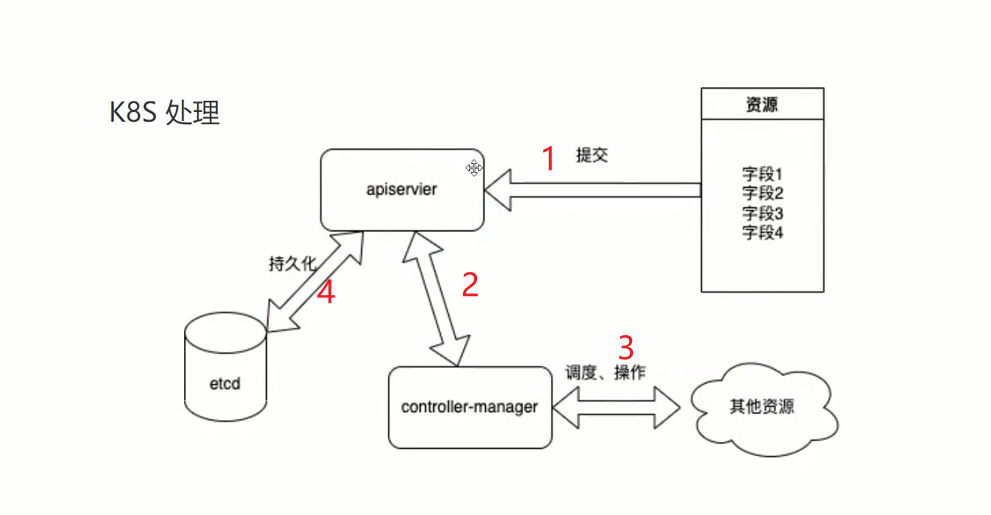 K8S 处理
资源
1
提交
字段1
字段2
字段3
字段4
apiservier
持久化
4
2
etcd
3
调度、操作
controller-manager
其他资源